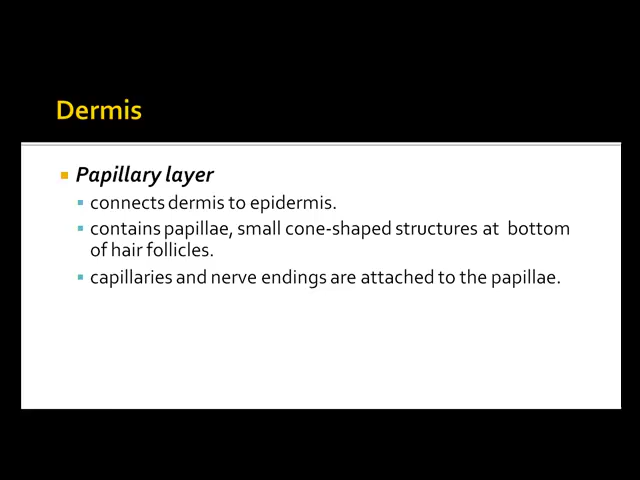 Dermis
Papillary layer
connects dermis to epidermis.
contains papillae, small cone-shaped structures at bottom
of hair follicles.
capillaries and nerve endings are attached to the papillae.